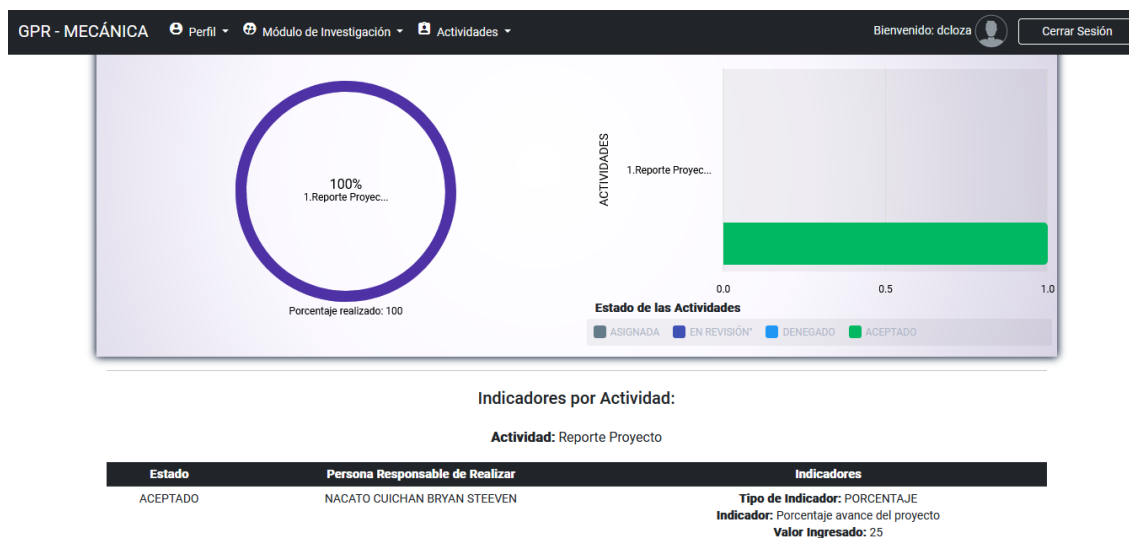 GPR - MECÁNICA Perfil Módulo de Investigación Actividades Bienvenido: dcloza Cerrar Sesión
100%
1.Reporte Proyec...
Porcentaje realizado: 100
ACTIVIDADES
1.Reporte Proyec...
0.0 0.5 1.0
Estado de las Actividades
ASIGNADA EN REVISIÓN" DENEGADO ACEPTADO
Indicadores por Actividad:
Actividad: Reporte Proyecto
Estado Persona Responsable de Realizar Indicadores
ACEPTADO NACATO CUICHAN BRYAN STEEVEN Tipo de Indicador: PORCENTAJE
Indicador: Porcentaje avance del proyecto
Valor Ingresado: 25